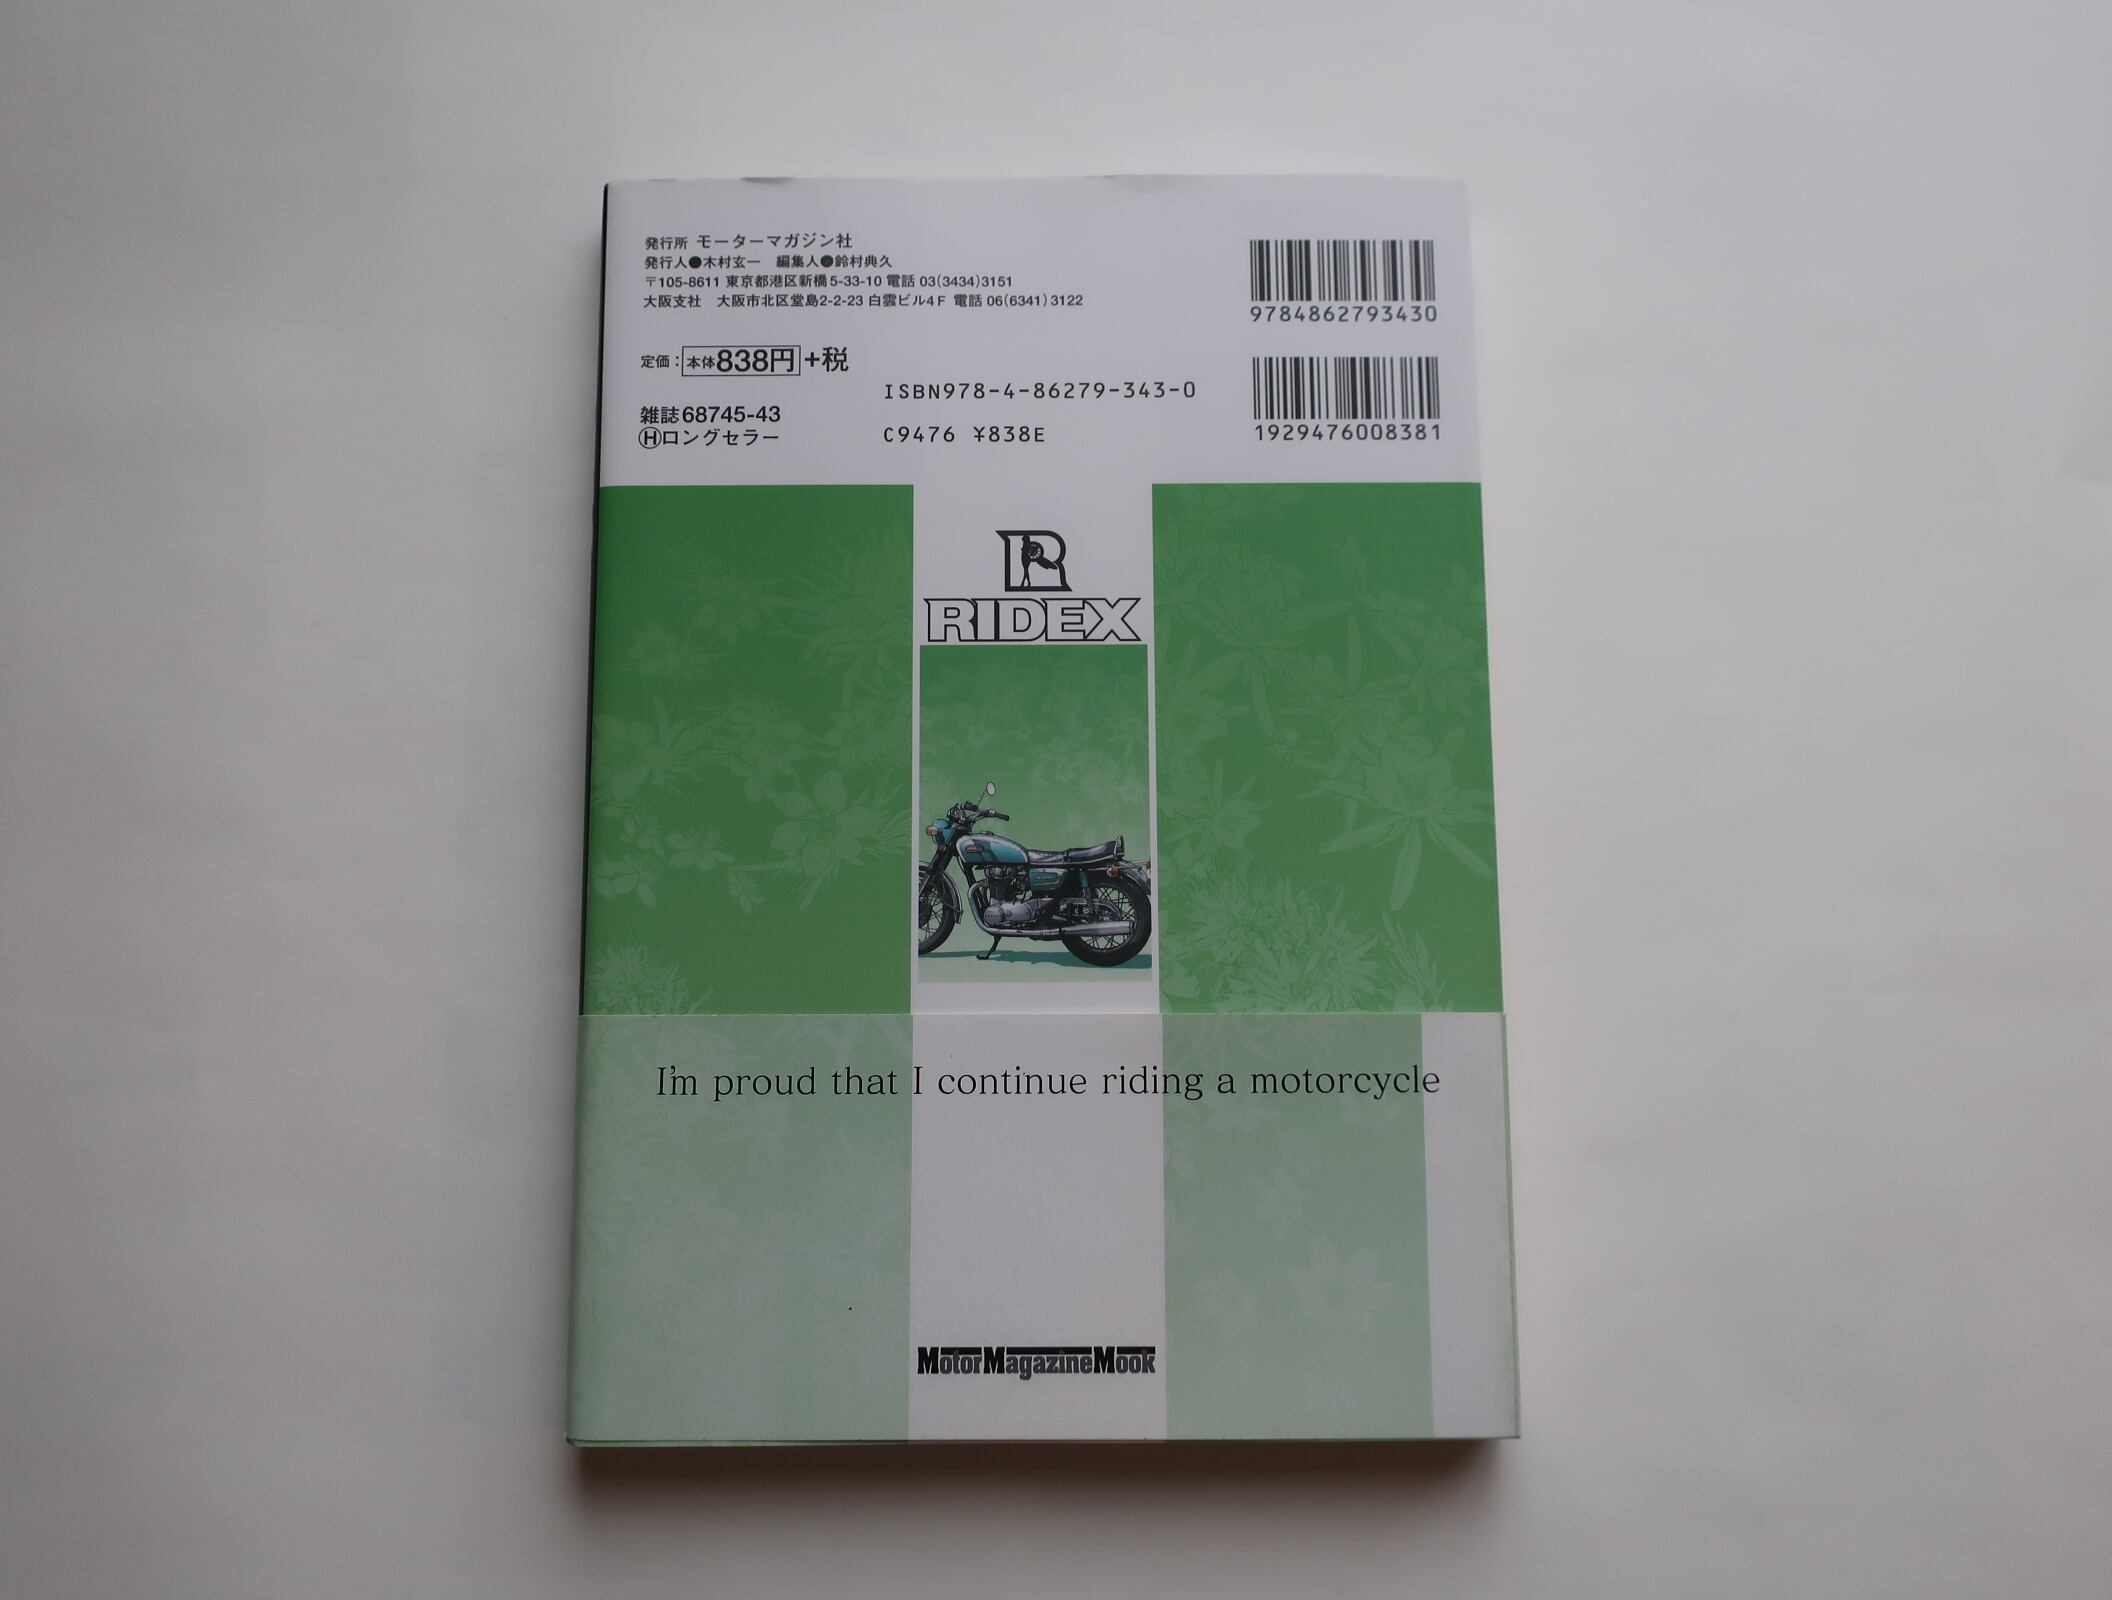 発行所 モーターマガジン社
発行人●木村玄一 編集人●鈴村典久
〒105-8611 東京都港区新橋5-33-10 電話 03(3434)3151
大阪支社 大阪市北区堂島2-2-23 白雲ビル4F 電話 06(6341)3122
定価：本体838円+税
雑誌68745-43
Ⓗロングセラー
ISBN978-4-86279-343-0
C9476 ¥838E
9784862793430
1929476008381
R
RIDEX
I'm proud that I continue riding a motorcycle
MotorMagazineMook